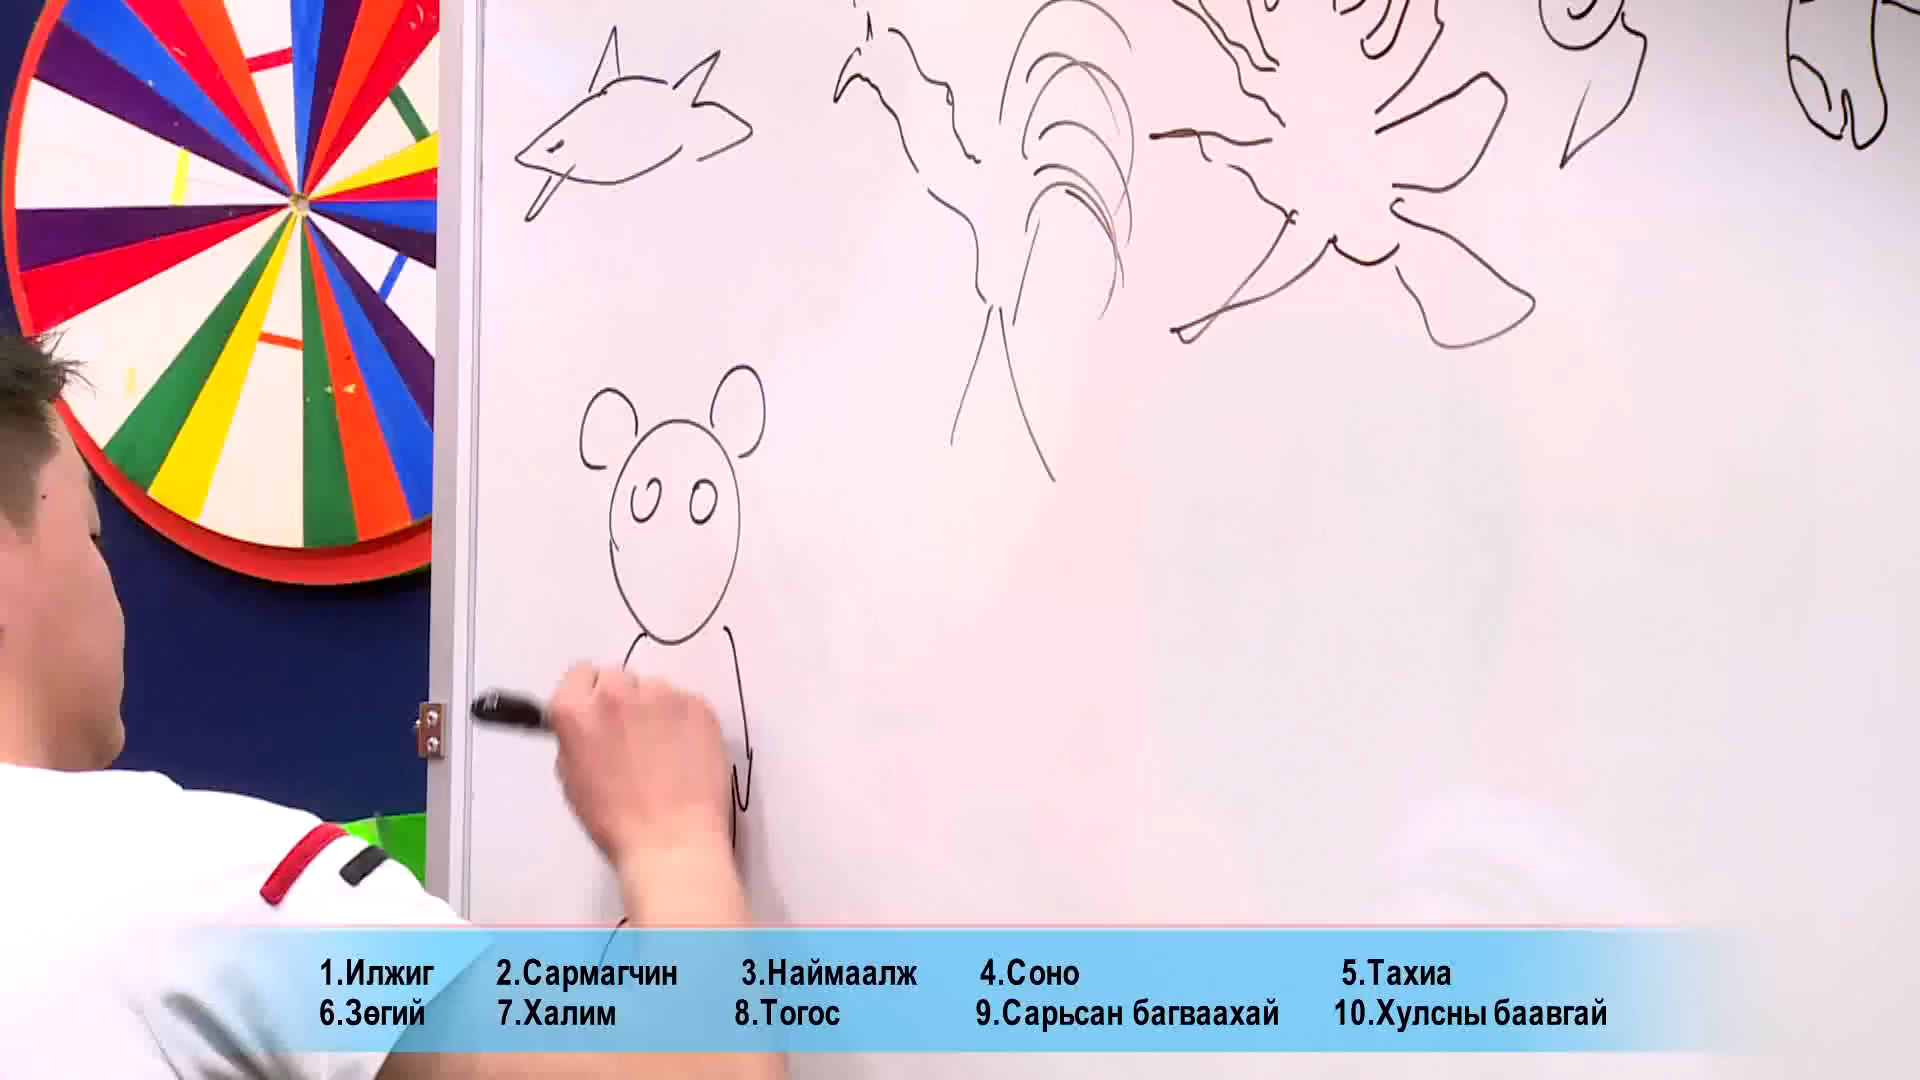 1.Илжиг 2.Сармагчин 3.Наймаалж 4.Соно 5.Тахиа
6.Зөгий 7.Халим 8.Тогос 9.Сарьсан багваахай 10.Хулсны баавгай